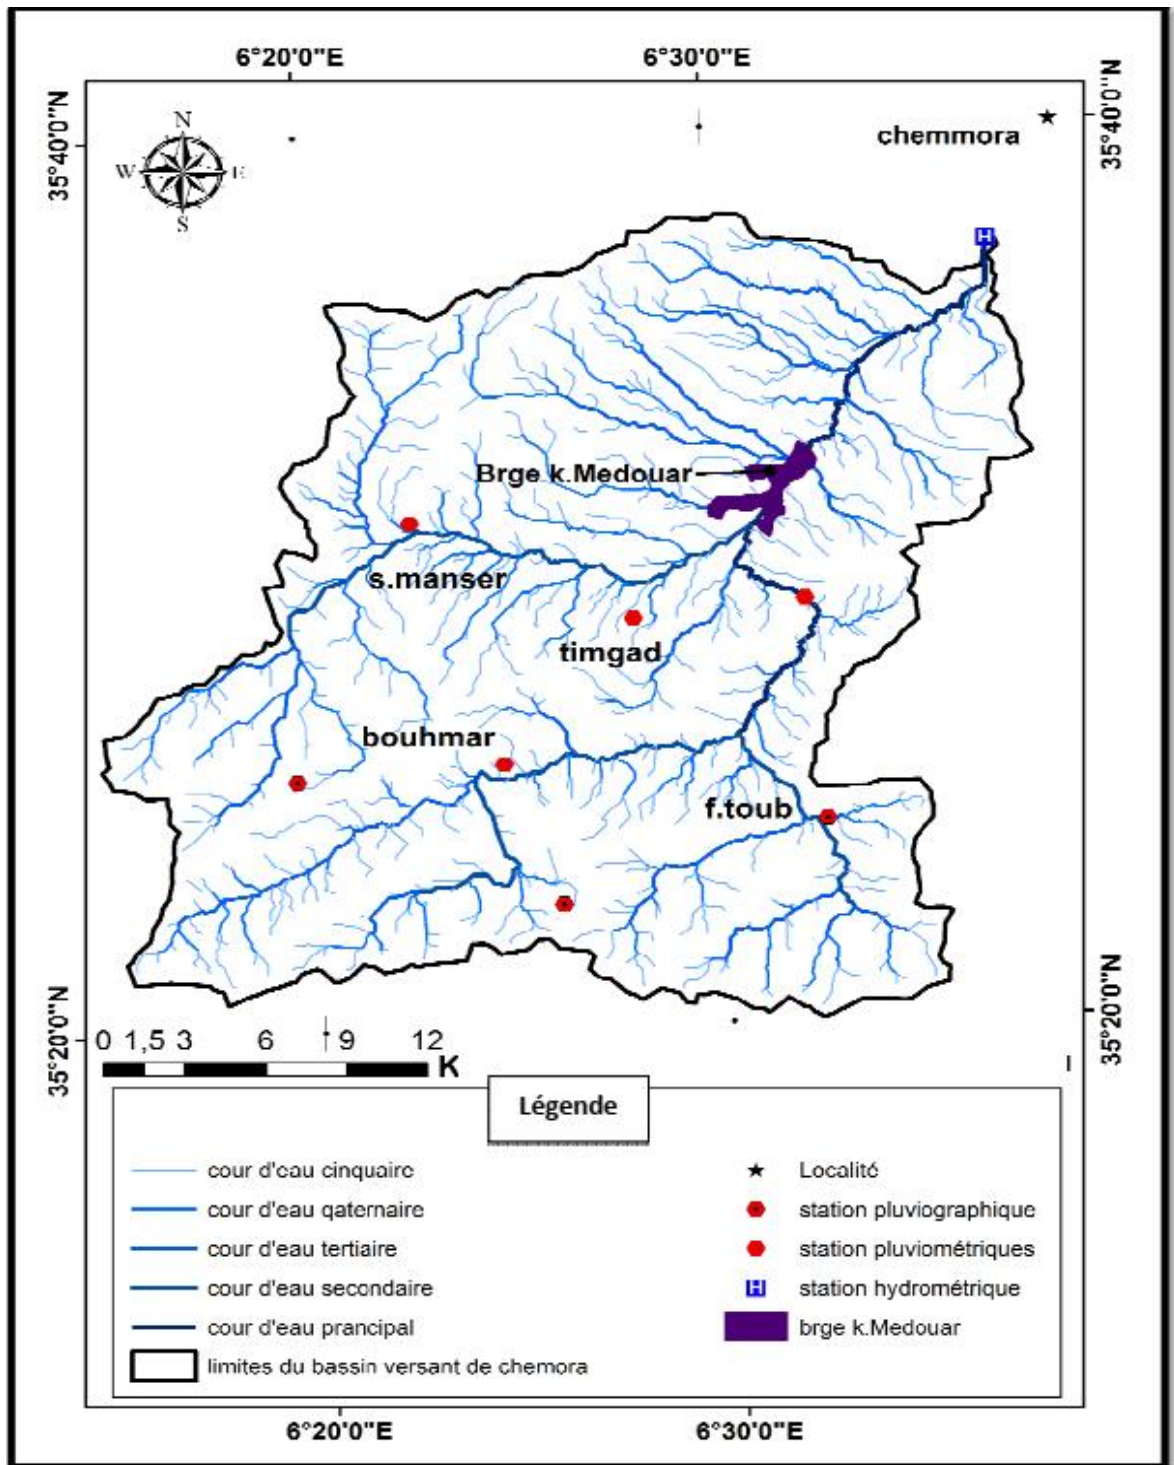 6°20'0"E 6°30'0"E
35°40'0"N
35°40'0"N
N
W E
S
chemmora
H
Brge k.Medouar
s.manser
timgad
bouhmar
f.toub
35°20'0"N
35°20'0"N
0 1,5 3 6 9 12
K
Légende
cour d'eau cinquaire
cour d'eau qaternaire
cour d'eau tertiaire
cour d'eau secondaire
cour d'eau prancipal
limites du bassin versant de chemora
Localité
station pluviographique
station pluviométriques
H station hydrométrique
brge k.Medouar
6°20'0"E 6°30'0"E